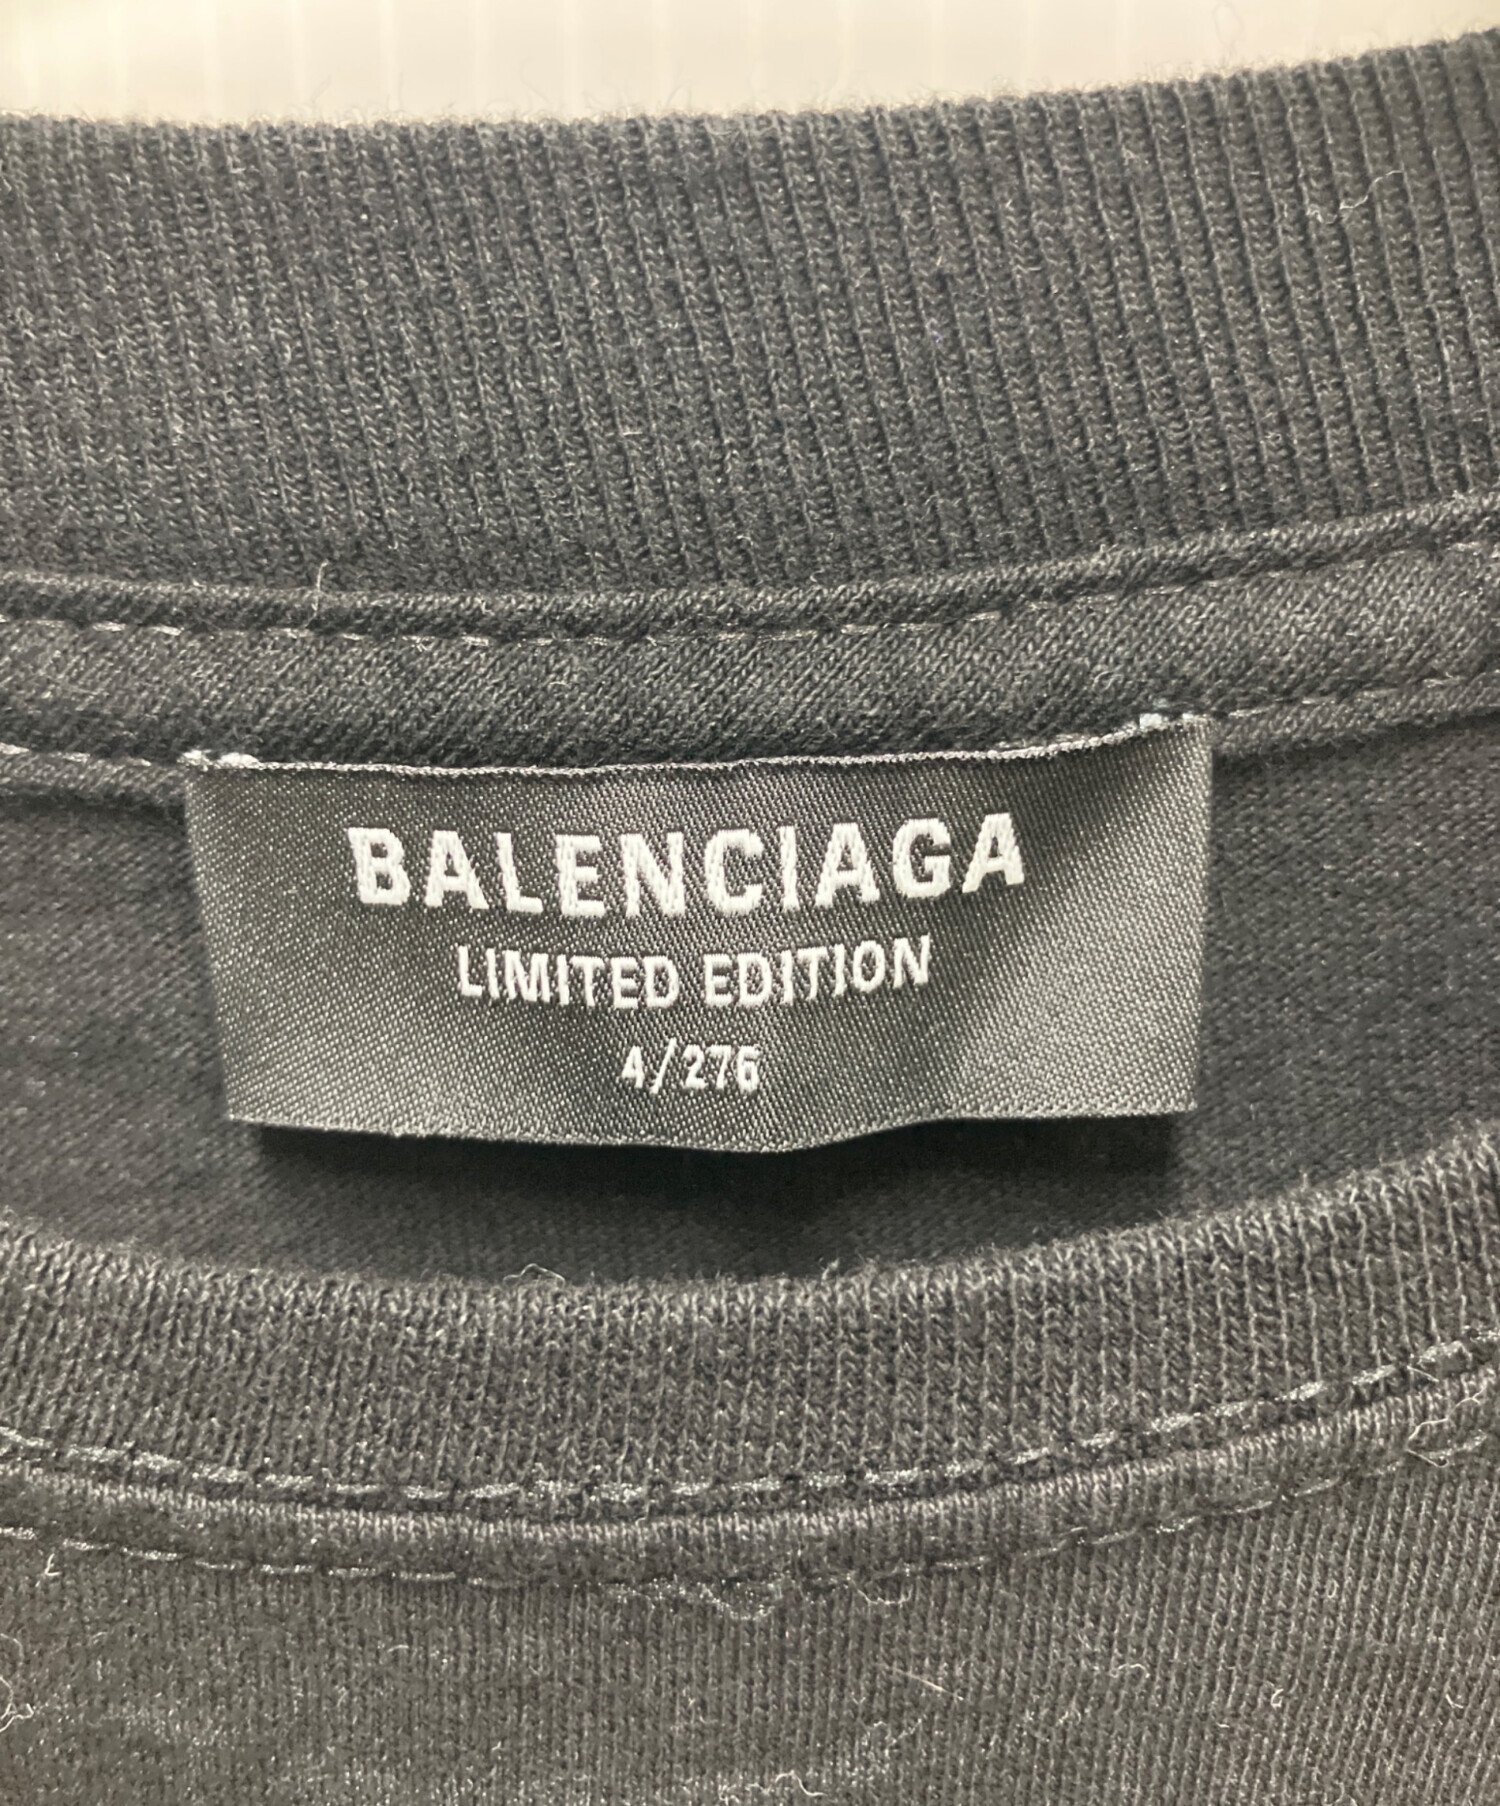 BALENCIAGA
LIMITED EDITION
4/276